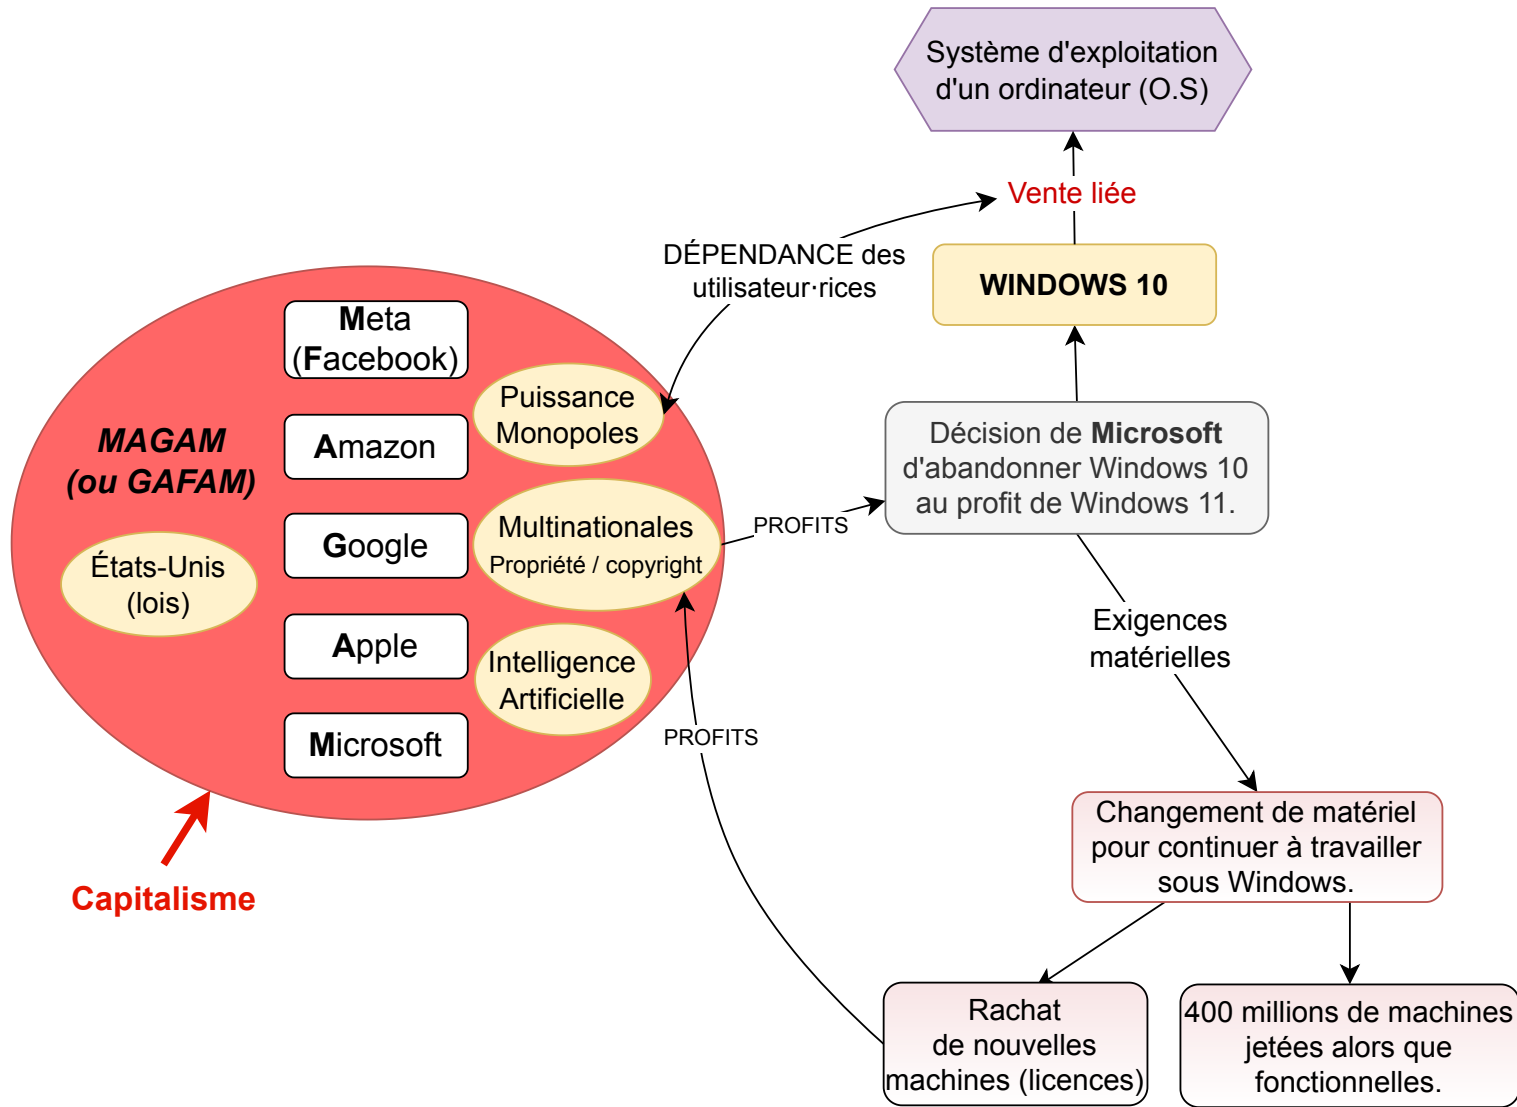 Système d'exploitation
d'un ordinateur (O.S)
Vente liée
DÉPENDANCE des
utilisateur·rices
WINDOWS 10
Meta
(Facebook)
Puissance
Monopoles
MAGAM
(ou GAFAM)
Amazon
Décision de Microsoft
d'abandonner Windows 10
au profit de Windows 11.
Multinationales
Propriété / copyright
PROFITS
Google
États-Unis
(lois)
Exigences
matérielles
Apple
Intelligence
Artificielle
Microsoft
PROFITS
Changement de matériel
pour continuer à travailler
sous Windows.
Capitalisme
Rachat
de nouvelles
machines (licences)
400 millions de machines
jetées alors que
fonctionnelles.